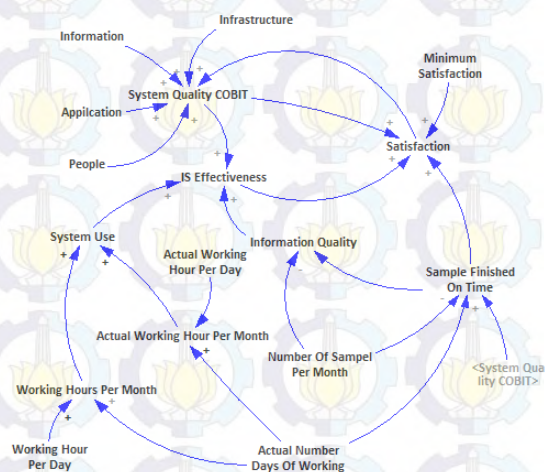 Infrastructure
Information
Minimum
Satisfaction
System Quality COBIT
Appilcation
Satisfaction
People
IS Effectiveness
System Use
Information Quality
Actual Working
Hour Per Day
Sample Finished
On Time
Actual Working Hour Per Month
Number Of Sampel
Per Month
<System Qua
lity COBIT>
Working Hours Per Month
Working Hour
Per Day
Actual Number
Days Of Working